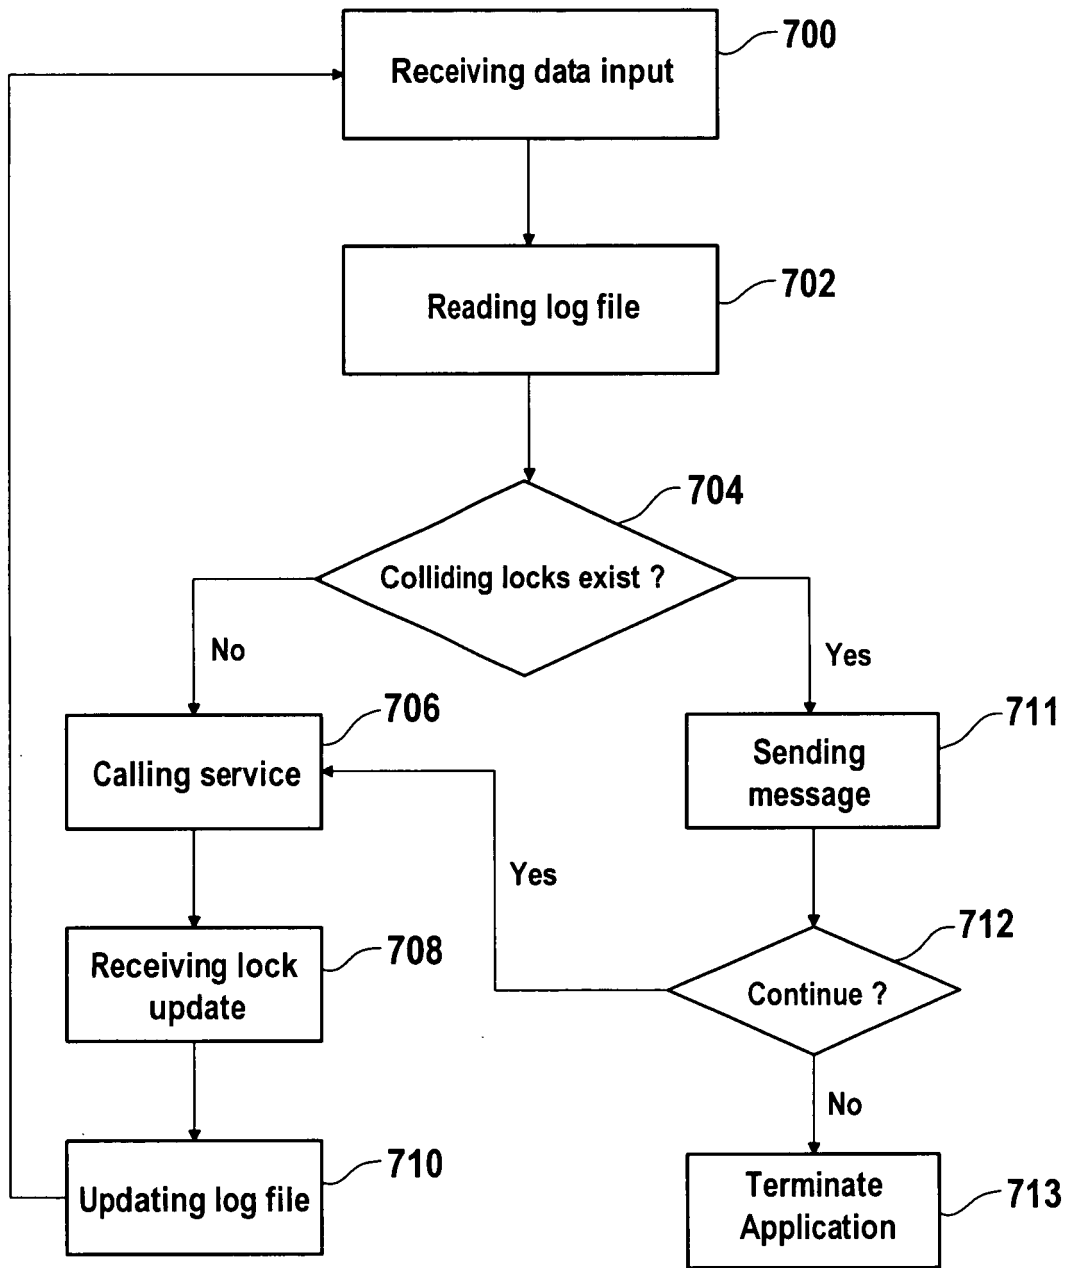 700
Receiving data input
702
Reading log file
704
Colliding locks exist ?
No
Yes
706
711
Calling service
Sending
message
Yes
712
708
Receiving lock
update
Continue ?
No
710
Updating log file
713
Terminate
Application